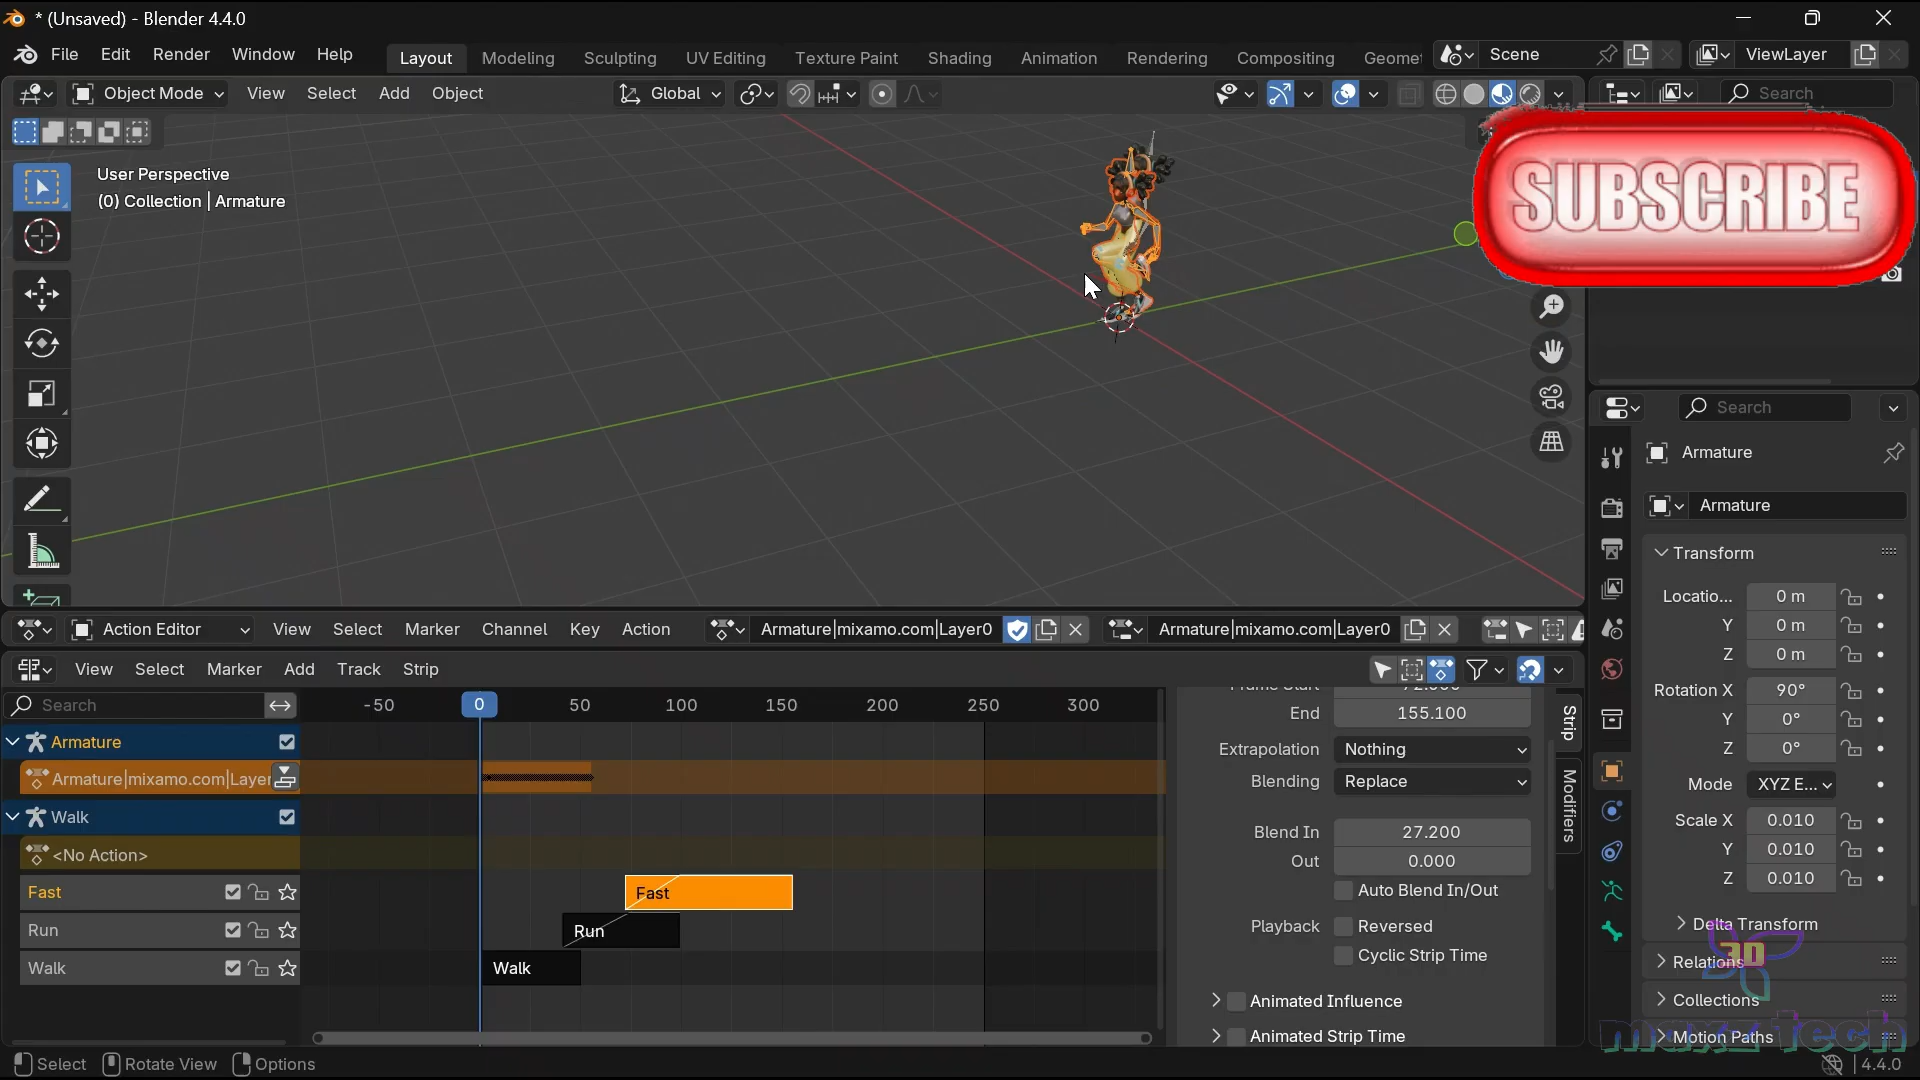 * (Unsaved) - Blender 4.4.0
File Edit Render Window Help
Layout Modeling Sculpting UV Editing Texture Paint Shading Animation Rendering Compositing Geomet
Scene
ViewLayer
Object Mode View Select Add Object
Global
Search
User Perspective
(0) Collection | Armature
SUBSCRIBE
Search
Armature
Armature
Transform
Locatio... 0 m
Y 0 m
Z 0 m
Rotation X 90°
Y 0°
Z 0°
Mode XYZ E...
Scale X 0.010
Y 0.010
Z 0.010
Delta Transform
Relations
Collections
Motion Paths
3D
maxz tech
Action Editor View Select Marker Channel Key Action
Armature|mixamo.com|Layer0
Armature|mixamo.com|Layer0
View Select Marker Add Track Strip
Search
-50 0 50 100 150 200 250 300
Armature
Armature|mixamo.com|Layer
Walk
<No Action>
Fast
Run
Walk
Fast
Run
Walk
End 155.100
Extrapolation Nothing
Blending Replace
Blend In 27.200
Out 0.000
Auto Blend In/Out
Playback Reversed
Cyclic Strip Time
Animated Influence
Animated Strip Time
Strip
Modifiers
Select Rotate View Options
4.4.0